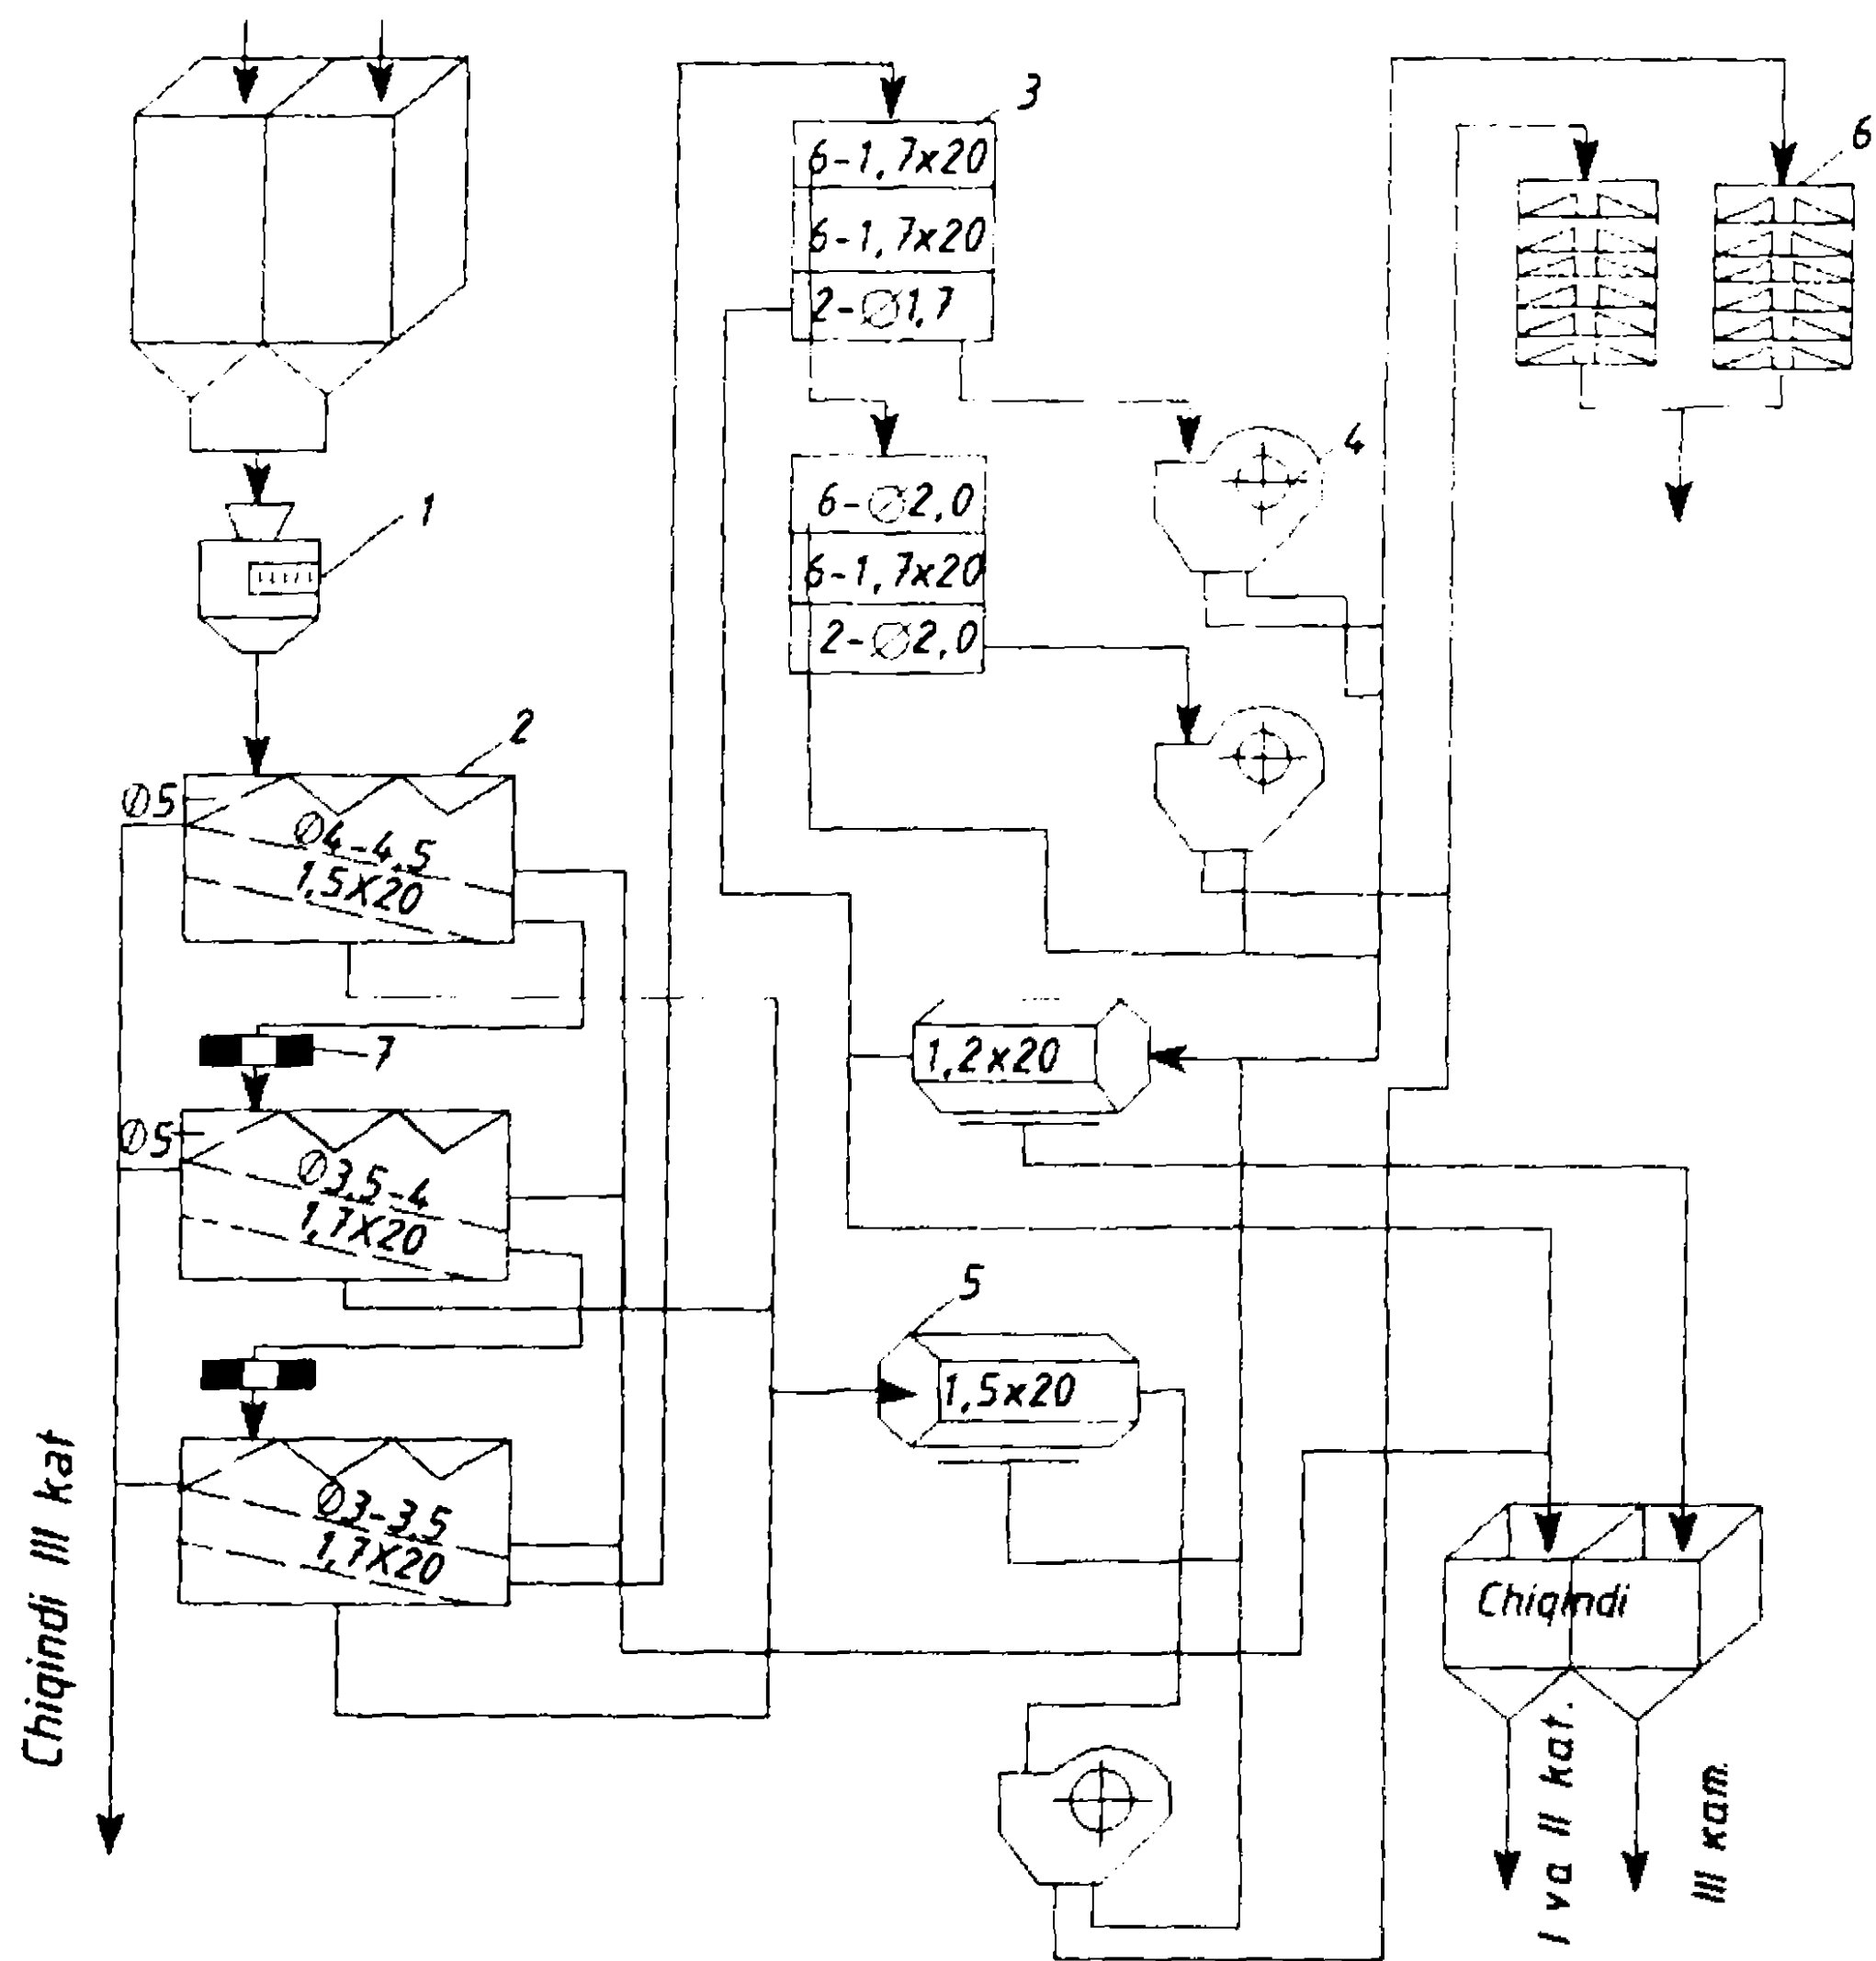 3
6-1,7x20
6-1,7x20
2-∅1,7
6
4
6-∅2,0
6-1,7x20
2-∅2,0
1
2
∅5
∅4-4,5
1,5X20
7
1,2x20
∅5
∅3,5-4
1,7X20
5
1,5x20
∅3-3,5
1,7X20
Chiqindi III kat
Chiqindi
I va II kat.
III кат.